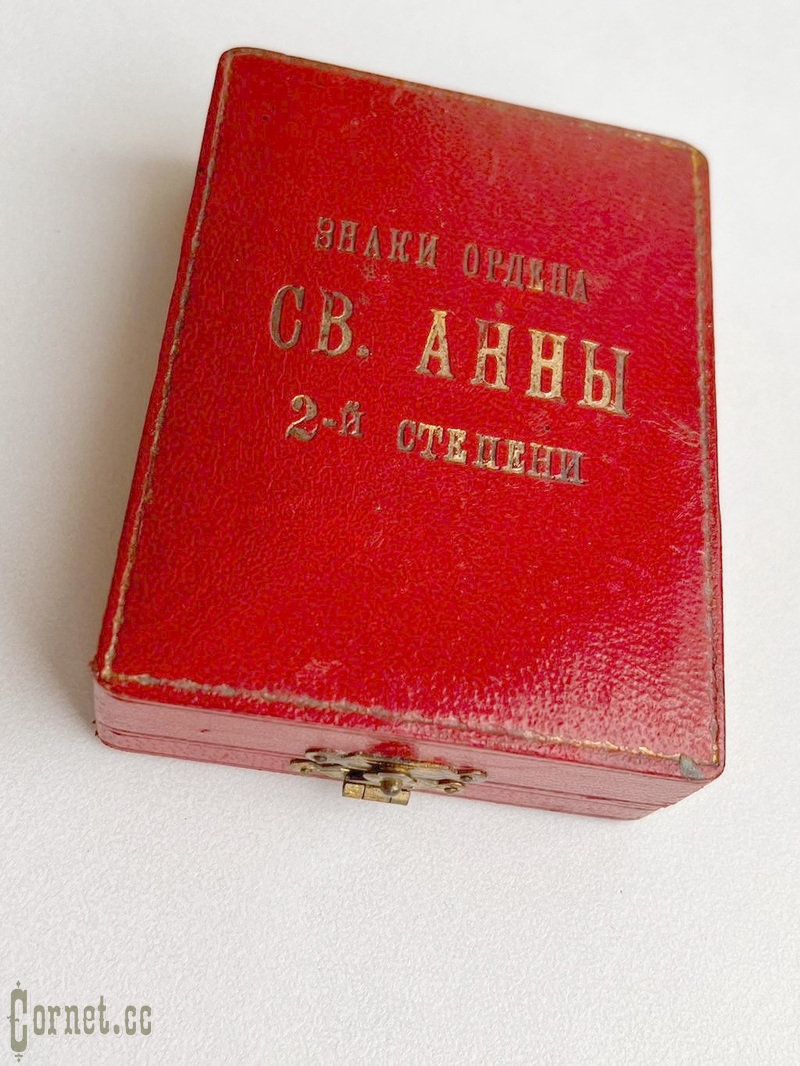 ЗНАКИ ОРДЕНА
СВ. АННЫ
2-й СТЕПЕНИ
Cornet.cc